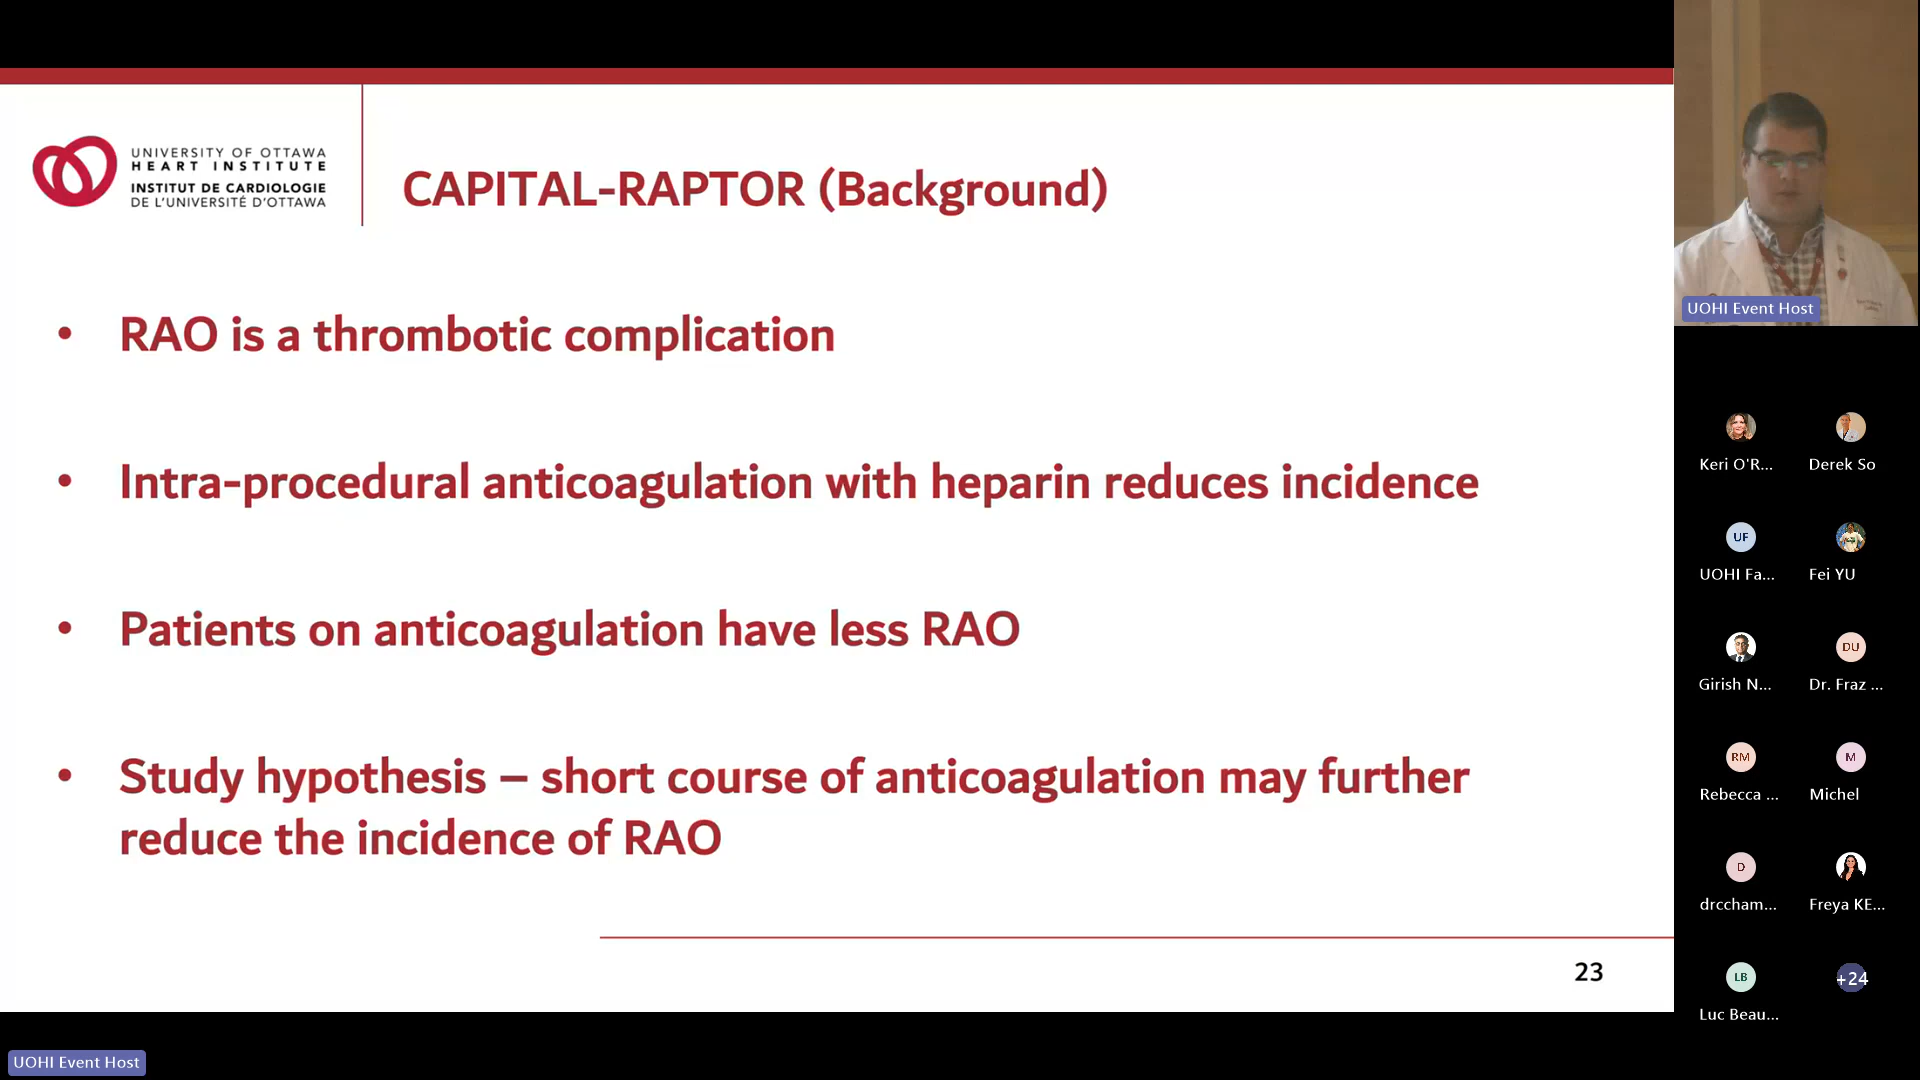 UNIVERSITY OF OTTAWA
HEART INSTITUTE
INSTITUT DE CARDIOLOGIE
DE L'UNIVERSITÉ D'OTTAWA
CAPITAL-RAPTOR (Background)
• RAO is a thrombotic complication
• Intra-procedural anticoagulation with heparin reduces incidence
• Patients on anticoagulation have less RAO
• Study hypothesis – short course of anticoagulation may further
reduce the incidence of RAO
23
UOHI Event Host
UOHI Event Host
Keri O'R...
Derek So
UF
UOHI Fa...
Fei YU
Girish N...
DU
Dr. Fraz ...
RM
Rebecca ...
M
Michel
D
drccham...
Freya KE...
LB
Luc Beau...
+24